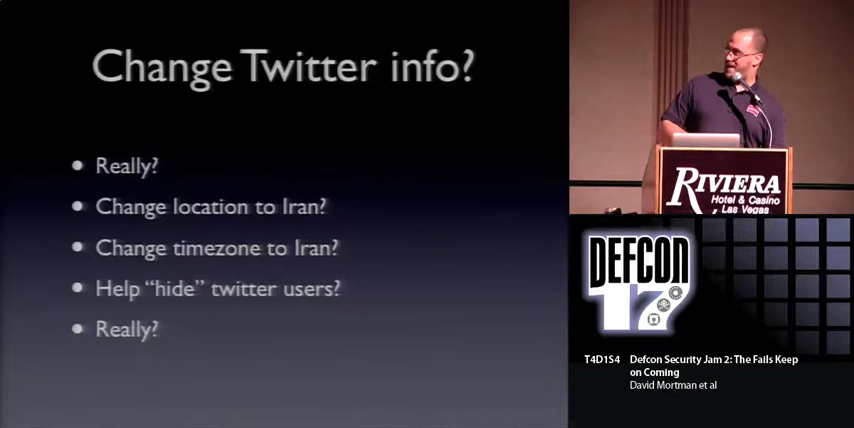 Change Twitter info?
Really?
Change location to Iran?
Change timezone to Iran?
Help “hide” twitter users?
Really?
RIVIERA
Hotel & Casino
Las Vegas
DEFCON
17
T4D1S4 Defcon Security Jam 2: The Fails Keep
on Coming
David Mortman et al